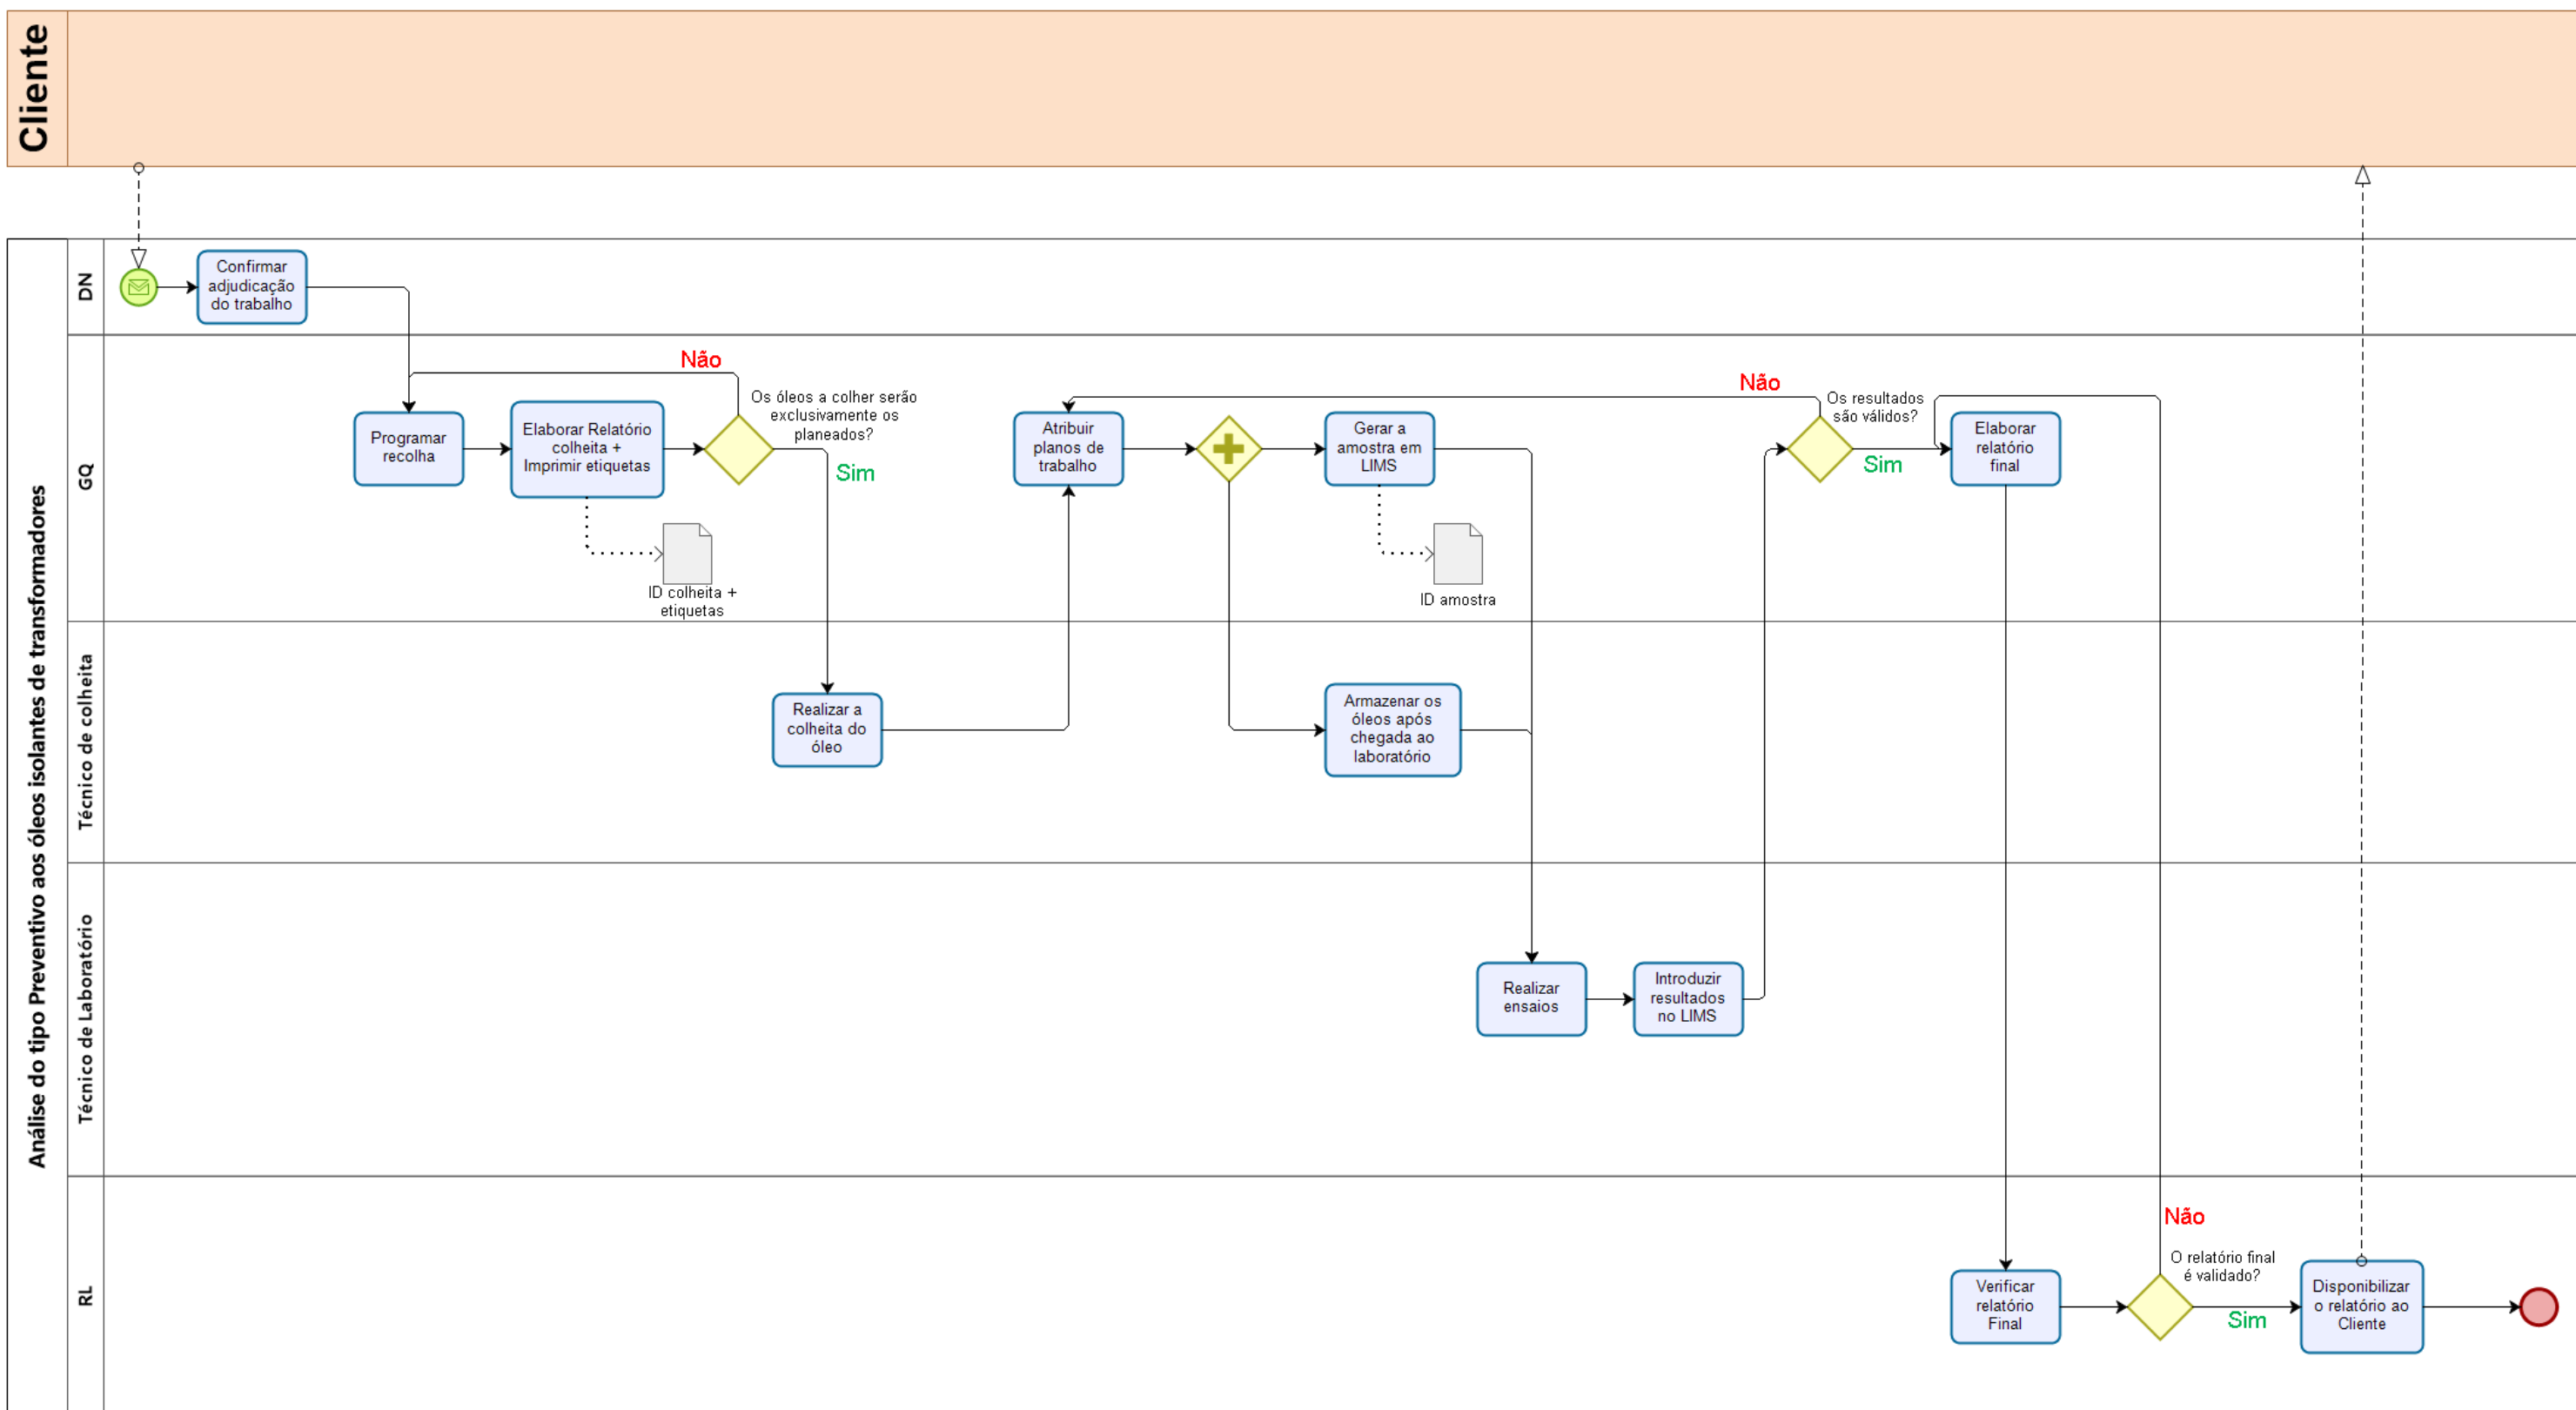 Cliente
Análise do tipo Preventivo aos óleos isolantes de transformadores
DN
Confirmar
adjudicação
do trabalho
GQ
Programar
recolha
Elaborar Relatório
colheita +
Imprimir etiquetas
ID colheita +
etiquetas
Não
Os óleos a colher serão
exclusivamente os
planeados?
Sim
Atribuir
planos de
trabalho
Gerar a
amostra em
LIMS
ID amostra
Não
Os resultados
são válidos?
Sim
Elaborar
relatório
final
Técnico de colheita
Realizar a
colheita do
óleo
Armazenar os
óleos após
chegada ao
laboratório
Técnico de Laboratório
Realizar
ensaios
Introduzir
resultados
no LIMS
RL
Verificar
relatório
Final
Não
O relatório final
é validado?
Sim
Disponibilizar
o relatório ao
Cliente